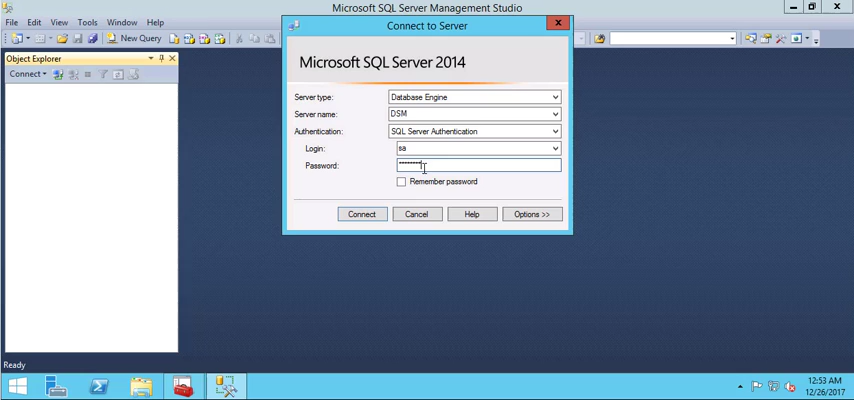 Microsoft SQL Server Management Studio
File Edit View Tools Window Help
New Query
Object Explorer
Connect
Connect to Server
Microsoft SQL Server 2014
Server type: Database Engine
Server name: DSM
Authentication: SQL Server Authentication
Login: sa
Password: ********
Remember password
Connect Cancel Help Options >>
Ready
12:53 AM
12/26/2017